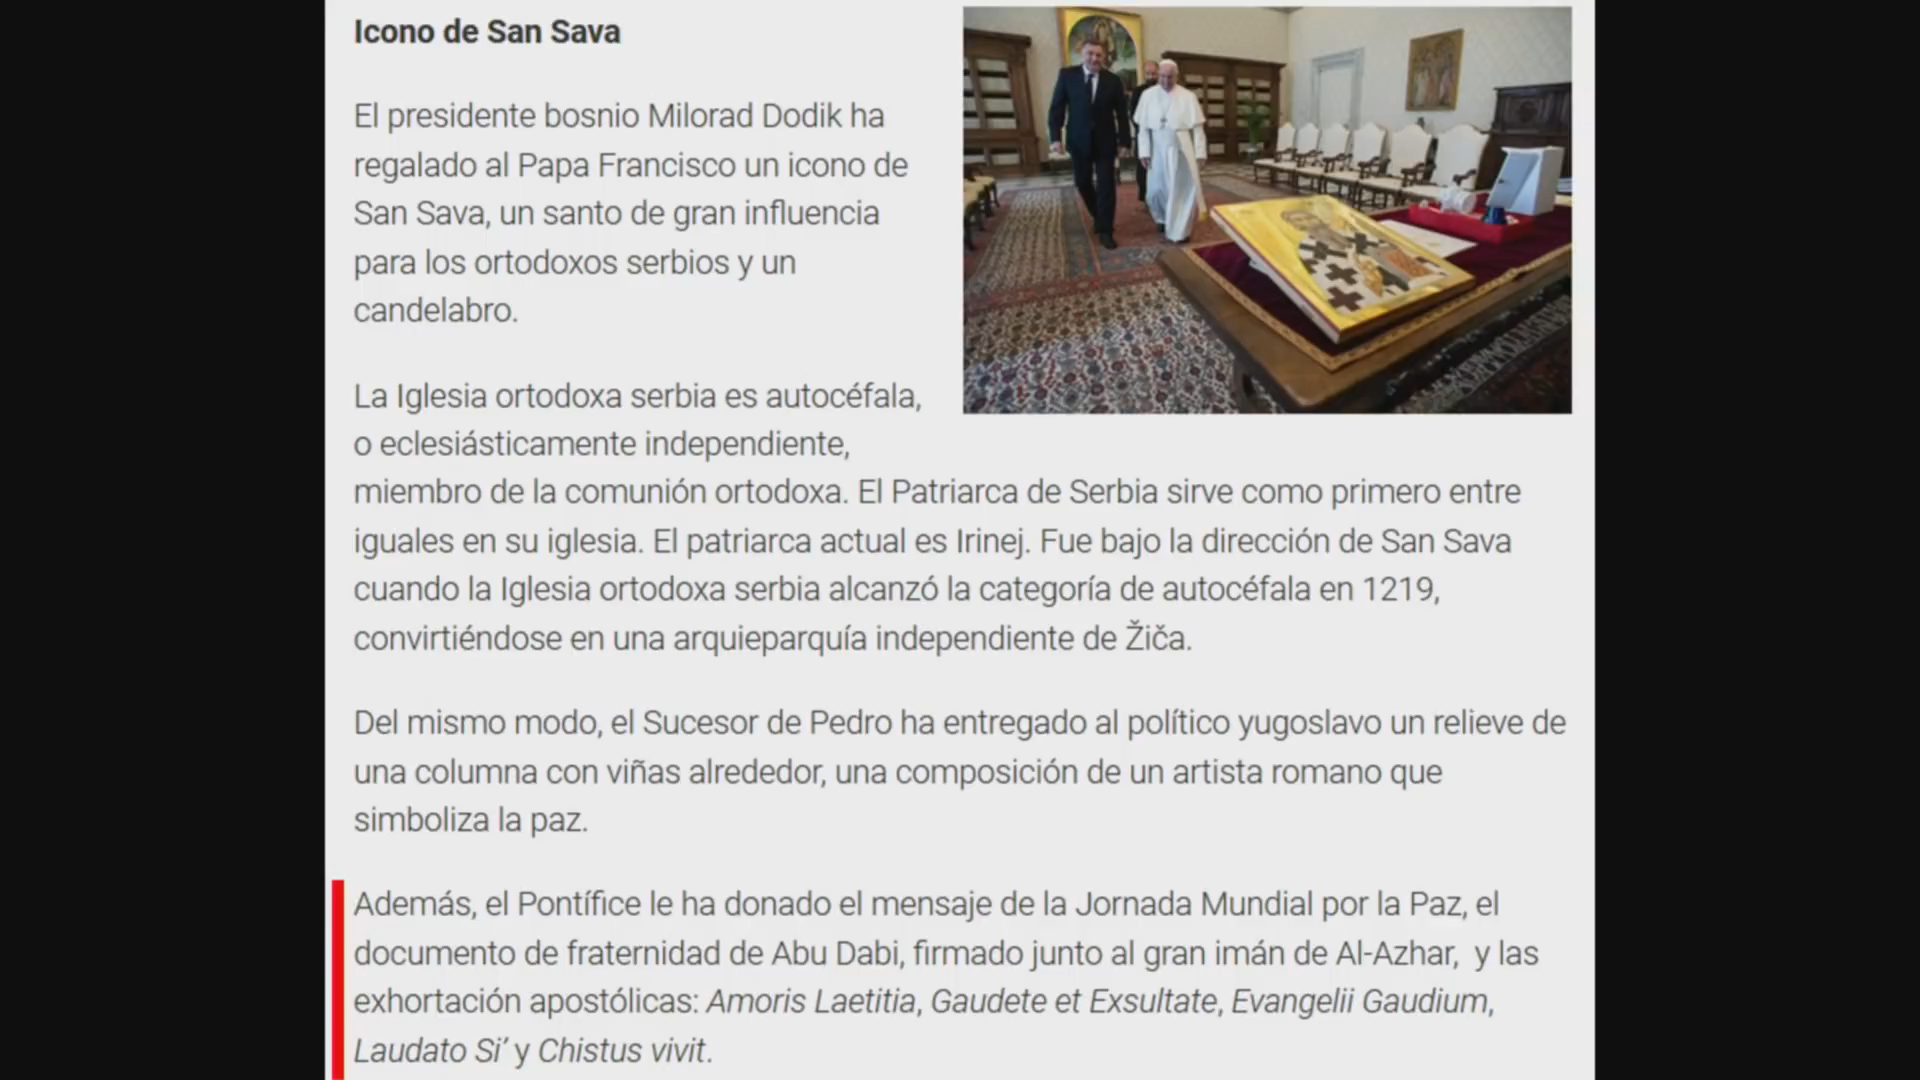 Icono de San Sava
El presidente bosnio Milorad Dodik ha
regalado al Papa Francisco un icono de
San Sava, un santo de gran influencia
para los ortodoxos serbios y un
candelabro.
La Iglesia ortodoxa serbia es autocéfala,
o eclesiásticamente independiente,
miembro de la comunión ortodoxa. El Patriarca de Serbia sirve como primero entre
iguales en su iglesia. El patriarca actual es Irinej. Fue bajo la dirección de San Sava
cuando la Iglesia ortodoxa serbia alcanzó la categoría de autocéfala en 1219,
convirtiéndose en una arquieparquía independiente de Žiča.
Del mismo modo, el Sucesor de Pedro ha entregado al político yugoslavo un relieve de
una columna con viñas alrededor, una composición de un artista romano que
simboliza la paz.
Además, el Pontífice le ha donado el mensaje de la Jornada Mundial por la Paz, el
documento de fraternidad de Abu Dabi, firmado junto al gran imán de Al-Azhar,  y las
exhortación apostólicas: Amoris Laetitia, Gaudete et Exsultate, Evangelii Gaudium,
Laudato Si’ y Chistus vivit.